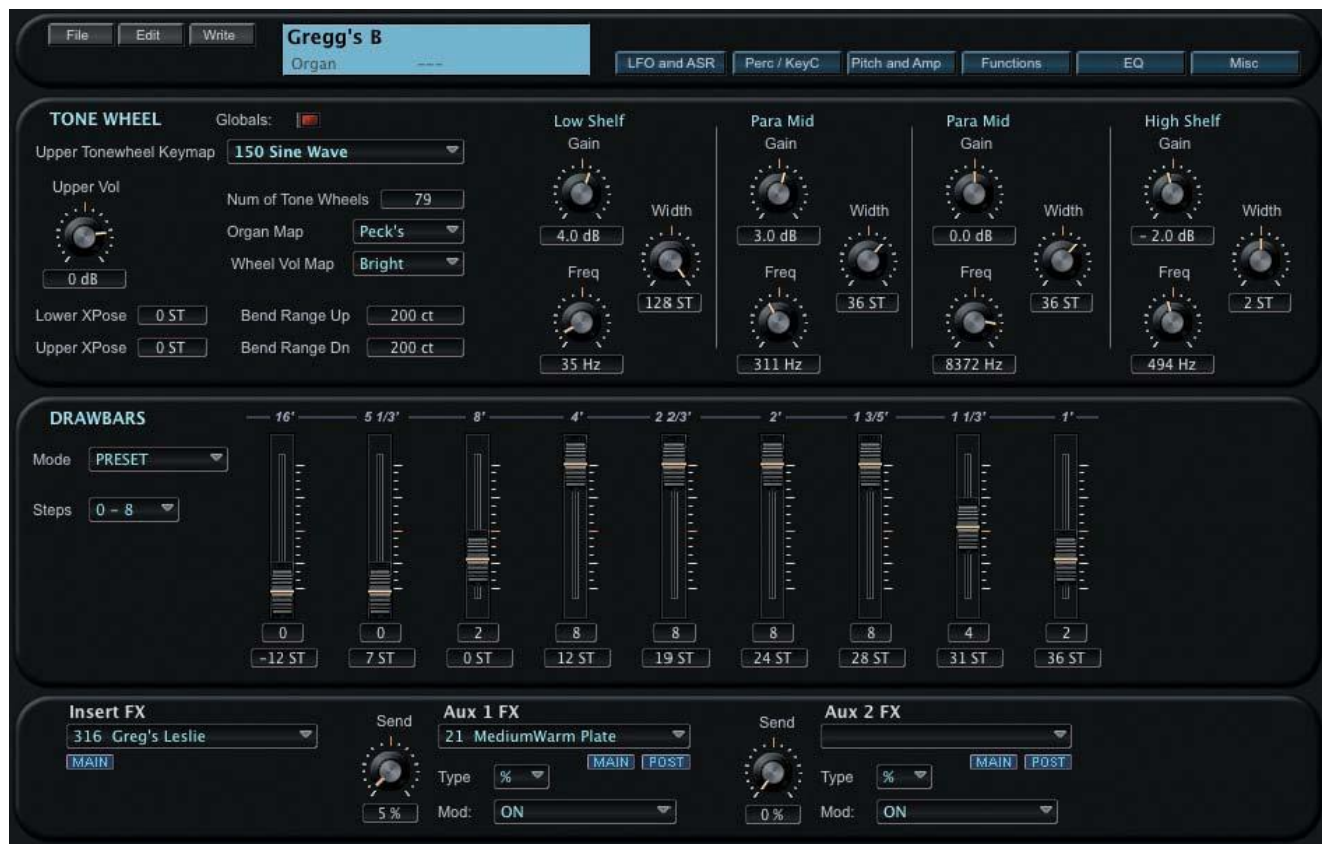 File Edit Write
Gregg's B
Organ ---
LFO and ASR Perc / KeyC Pitch and Amp Functions EQ Misc
TONE WHEEL Globals:
Upper Tonewheel Keymap 150 Sine Wave
Upper Vol
0 dB
Num of Tone Wheels 79
Organ Map Peck's
Wheel Vol Map Bright
Lower XPose 0 ST Bend Range Up 200 ct
Upper XPose 0 ST Bend Range Dn 200 ct
Low Shelf Para Mid Para Mid High Shelf
Gain Gain Gain Gain
Width Width Width Width
4.0 dB 3.0 dB 0.0 dB - 2.0 dB
Freq Freq Freq Freq
128 ST 36 ST 36 ST 2 ST
35 Hz 311 Hz 8372 Hz 494 Hz
DRAWBARS
16' 5 1/3' 8' 4' 2 2/3' 2' 1 3/5' 1 1/3' 1'
Mode PRESET
Steps 0 - 8
0 0 2 8 8 8 8 4 2
-12 ST 7 ST 0 ST 12 ST 19 ST 24 ST 28 ST 31 ST 36 ST
Insert FX
316 Greg's Leslie
MAIN
Send
5 %
Aux 1 FX
21 MediumWarm Plate
MAIN POST
Type %
Mod: ON
Send
0 %
Aux 2 FX
MAIN POST
Type %
Mod: ON